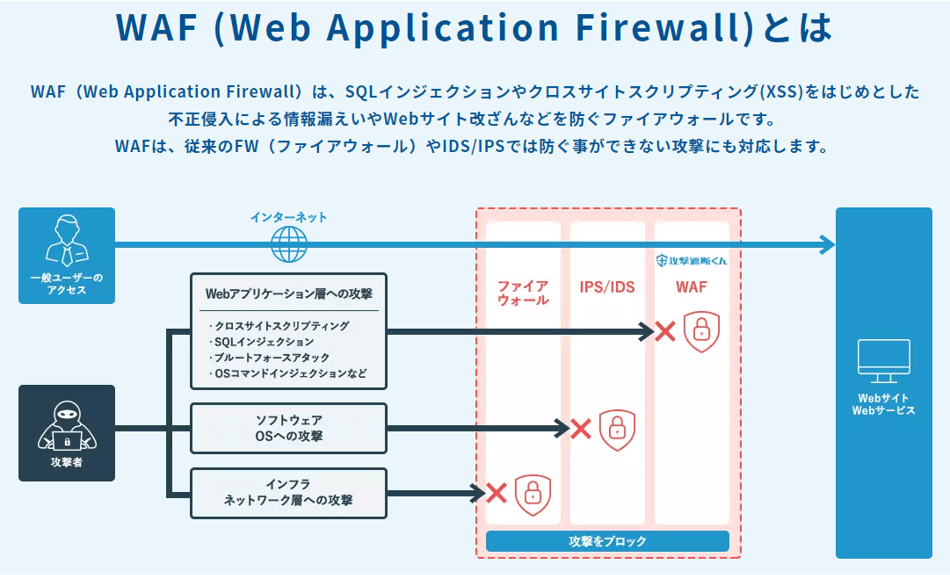 WAF (Web Application Firewall)とは
WAF（Web Application Firewall）は、SQLインジェクションやクロスサイトスクリプティング(XSS)をはじめとした
不正侵入による情報漏えいやWebサイト改ざんなどを防ぐファイアウォールです。
WAFは、従来のFW（ファイアウォール）やIDS/IPSでは防ぐ事ができない攻撃にも対応します。
インターネット
一般ユーザーの
アクセス
攻撃遮断くん
ファイア
ウォール
IPS/IDS
WAF
Webアプリケーション層への攻撃
・クロスサイトスクリプティング
・SQLインジェクション
・ブルートフォースアタック
・OSコマンドインジェクションなど
攻撃者
ソフトウェア
OSへの攻撃
インフラ
ネットワーク層への攻撃
攻撃をブロック
Webサイト
Webサービス